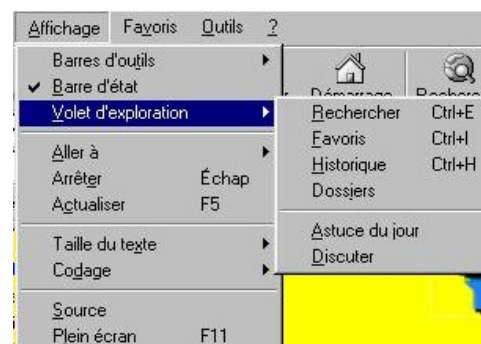 Affichage Favoris Outils ?
Barres d'outils
Barre d'état
Démarrage
Volet d'exploration
Rechercher Ctrl+E
Favoris Ctrl+I
Historique Ctrl+H
Dossiers
Astuce du jour
Discuter
Aller à
Arrêter Échap
Actualiser F5
Taille du texte
Codage
Source
Plein écran F11